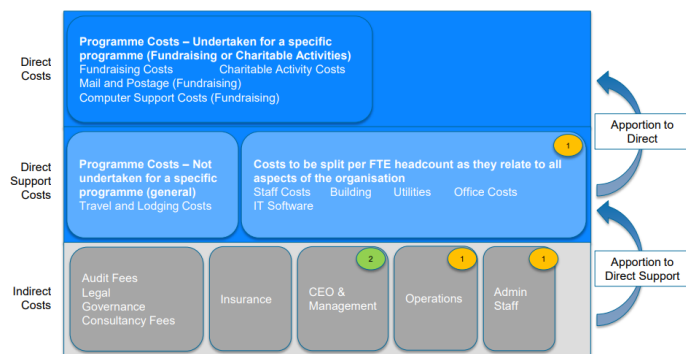 Direct
Costs
Programme Costs – Undertaken for a specific
programme (Fundraising or Charitable Activities)
Fundraising Costs Charitable Activity Costs
Mail and Postage (Fundraising)
Computer Support Costs (Fundraising)
Apportion to
Direct
Direct
Support
Costs
Programme Costs – Not
undertaken for a specific
programme (general)
Travel and Lodging Costs
1
Costs to be split per FTE headcount as they relate to all
aspects of the organisation
Staff Costs Building Utilities Office Costs
IT Software
Apportion to
Direct Support
Indirect
Costs
Audit Fees
Legal
Governance
Consultancy Fees
Insurance
2
CEO &
Management
1
Operations
1
Admin
Staff